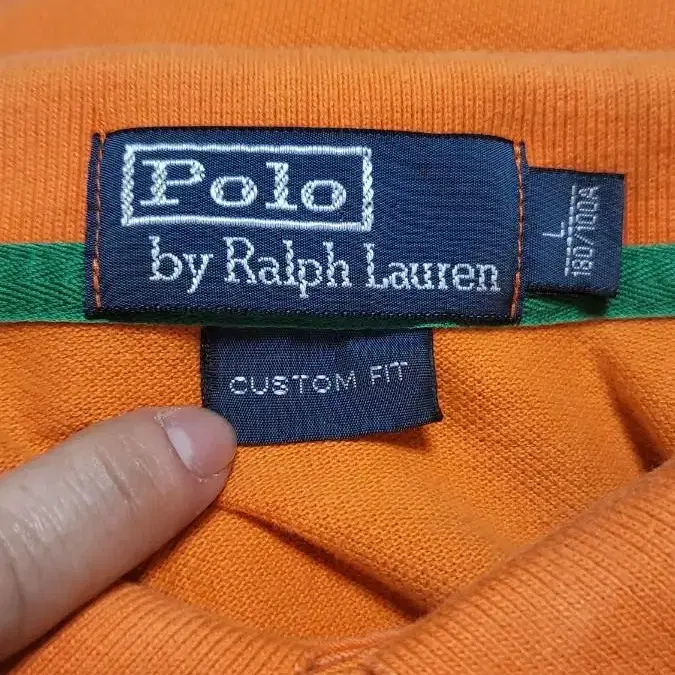 Polo
by Ralph Lauren
L
180/100A
CUSTOM FIT